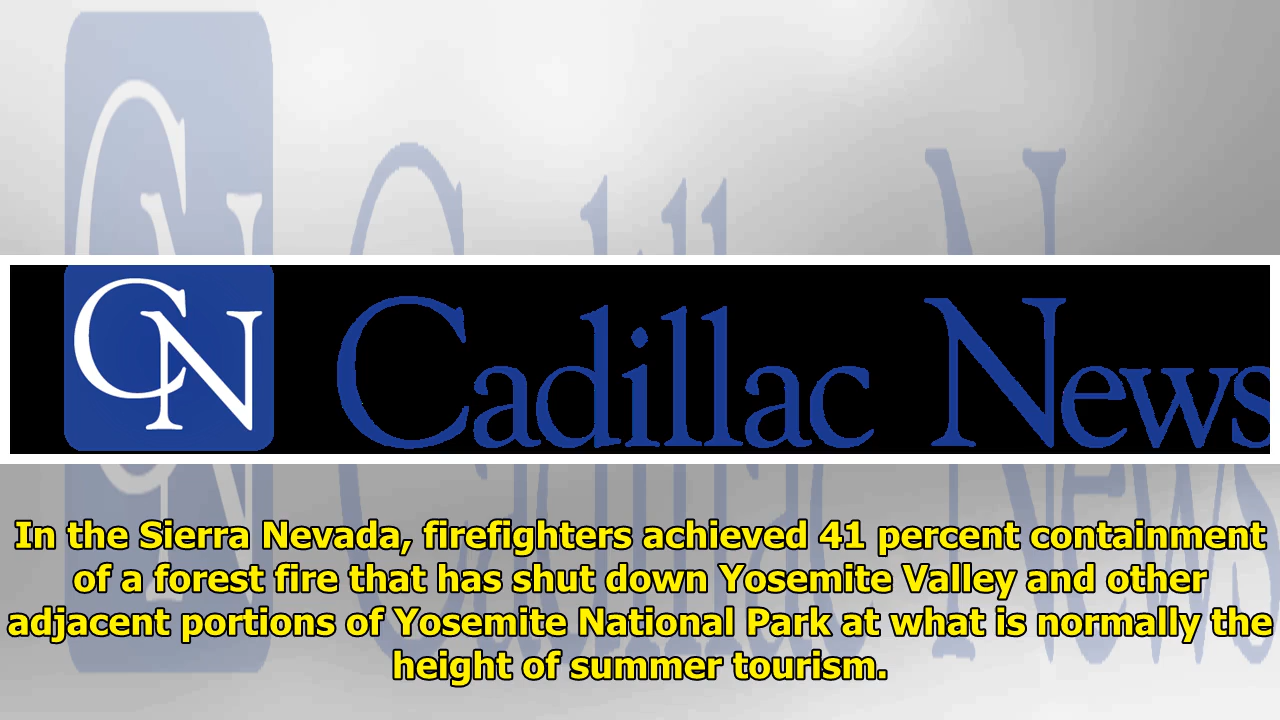 CN Cadillac News
In the Sierra Nevada, firefighters achieved 41 percent containment
of a forest fire that has shut down Yosemite Valley and other
adjacent portions of Yosemite National Park at what is normally the
height of summer tourism.